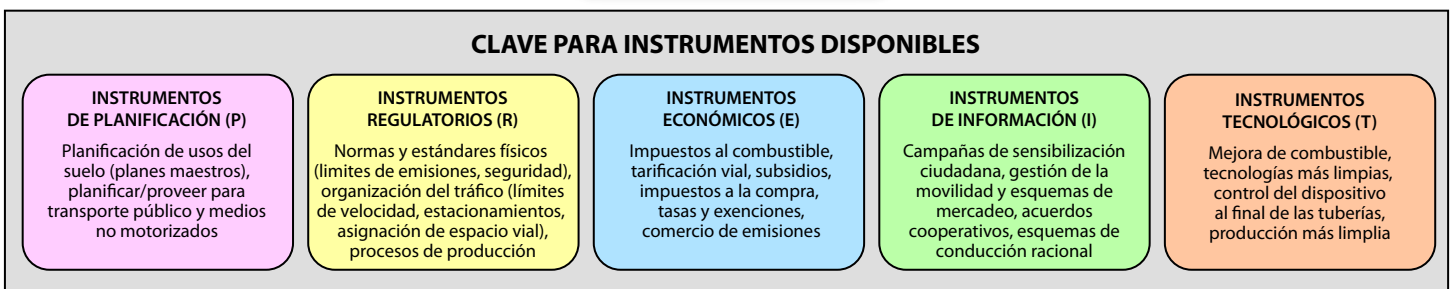 CLAVE PARA INSTRUMENTOS DISPONIBLES
INSTRUMENTOS
DE PLANIFICACIÓN (P)
Planificación de usos del
suelo (planes maestros),
planificar/proveer para
transporte público y medios
no motorizados
INSTRUMENTOS
REGULATORIOS (R)
Normas y estándares físicos
(limites de emisiones, seguridad),
organización del tráfico (límites
de velocidad, estacionamientos,
asignación de espacio vial),
procesos de producción
INSTRUMENTOS
ECONÓMICOS (E)
Impuestos al combustible,
tarificación vial, subsidios,
impuestos a la compra,
tasas y exenciones,
comercio de emisiones
INSTRUMENTOS
DE INFORMACIÓN (I)
Campañas de sensibilización
ciudadana, gestión de la
movilidad y esquemas de
mercadeo, acuerdos
cooperativos, esquemas de
conducción racional
INSTRUMENTOS
TECNOLÓGICOS (T)
Mejora de combustible,
tecnologías más limpias,
control del dispositivo
al final de las tuberías,
producción más limplia